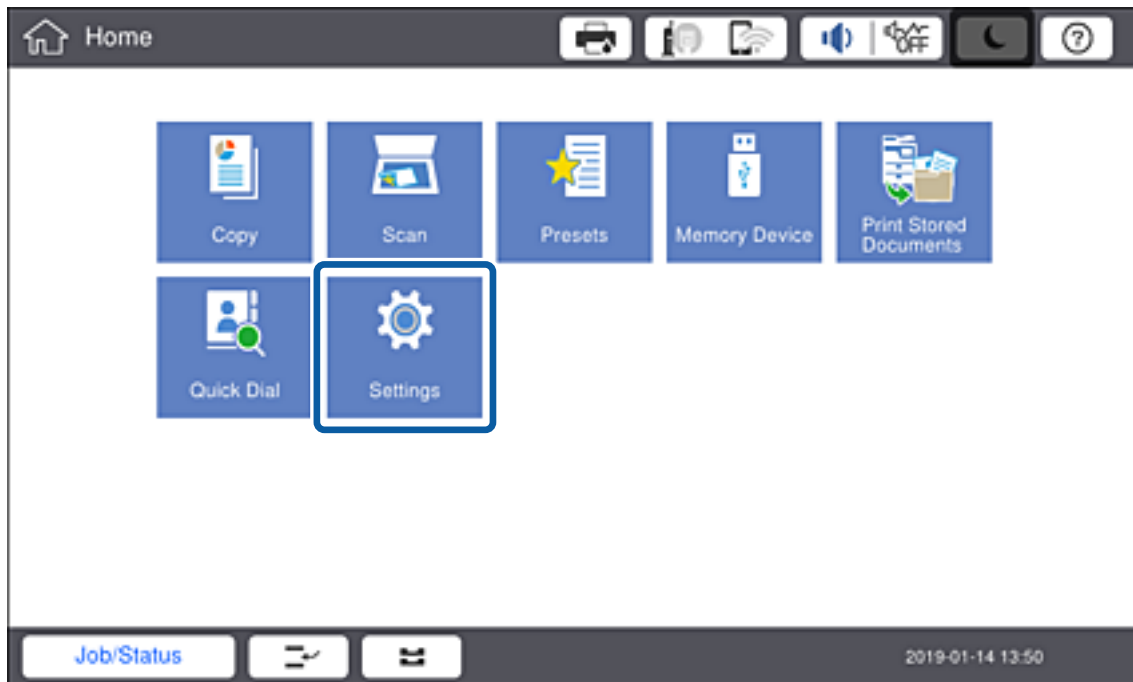 Home
OFF
?
Copy
Scan
Presets
Memory Device
Print Stored
Documents
Quick Dial
Settings
Job/Status
2019-01-14 13:50